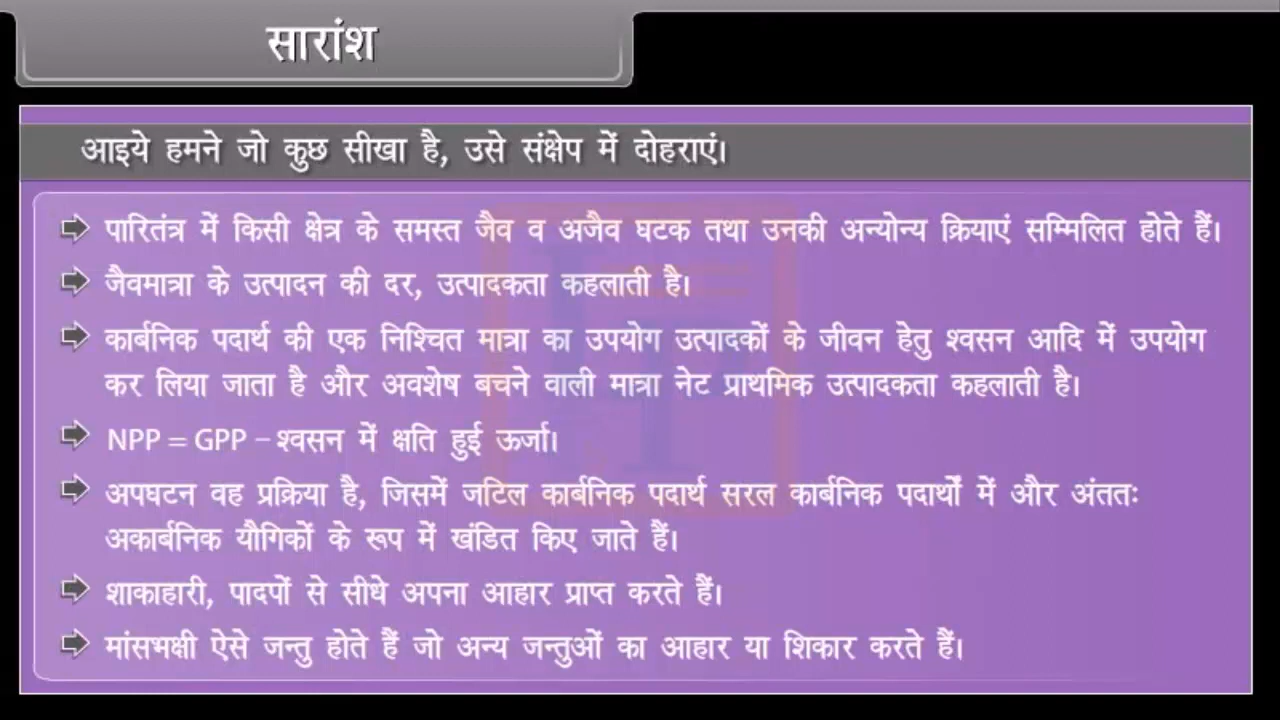 सारांश
आइये हमने जो कुछ सीखा है, उसे संक्षेप में दोहराएं।
पारितंत्र में किसी क्षेत्र के समस्त जैव व अजैव घटक तथा उनकी अन्योन्य क्रियाएं सम्मिलित होते हैं।
जैवमात्रा के उत्पादन की दर, उत्पादकता कहलाती है।
कार्बनिक पदार्थ की एक निश्चित मात्रा का उपयोग उत्पादकों के जीवन हेतु श्वसन आदि में उपयोग
कर लिया जाता है और अवशेष बचने वाली मात्रा नेट प्राथमिक उत्पादकता कहलाती है।
NPP = GPP – श्वसन में क्षति हुई ऊर्जा।
अपघटन वह प्रक्रिया है, जिसमें जटिल कार्बनिक पदार्थ सरल कार्बनिक पदार्थों में और अंततः
अकार्बनिक यौगिकों के रूप में खंडित किए जाते हैं।
शाकाहारी, पादपों से सीधे अपना आहार प्राप्त करते हैं।
मांसभक्षी ऐसे जन्तु होते हैं जो अन्य जन्तुओं का आहार या शिकार करते हैं।